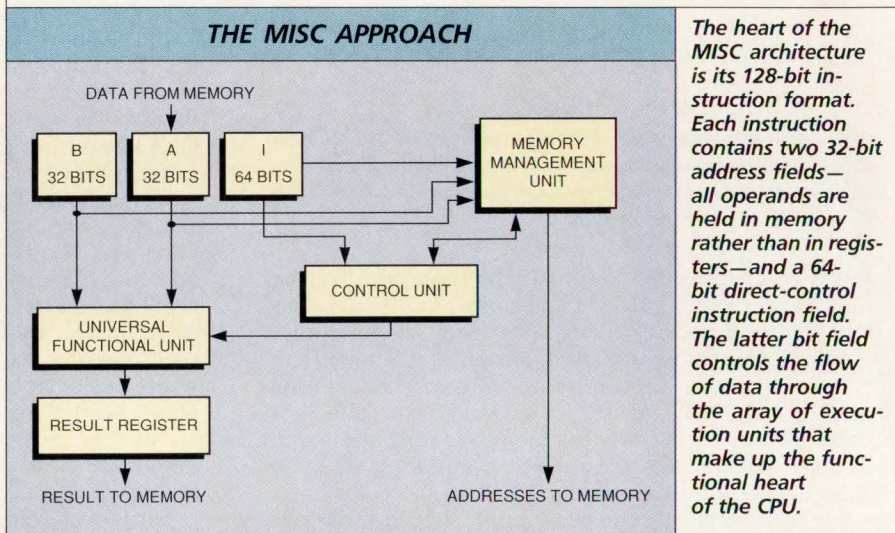 THE MISC APPROACH
DATA FROM MEMORY
B
32 BITS
A
32 BITS
I
64 BITS
MEMORY
MANAGEMENT
UNIT
CONTROL UNIT
UNIVERSAL
FUNCTIONAL UNIT
RESULT REGISTER
RESULT TO MEMORY
ADDRESSES TO MEMORY
The heart of the
MISC architecture
is its 128-bit in-
struction format.
Each instruction
contains two 32-bit
address fields—
all operands are
held in memory
rather than in regis-
ters—and a 64-
bit direct-control
instruction field.
The latter bit field
controls the flow
of data through
the array of execu-
tion units that
make up the func-
tional heart
of the CPU.